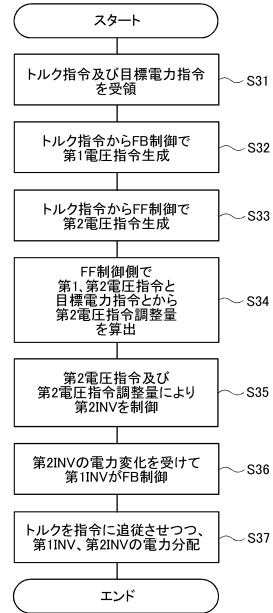 スタート
トルク指令及び目標電力指令
を受領
S31
トルク指令からFB制御で
第1電圧指令生成
S32
トルク指令からFF制御で
第2電圧指令生成
S33
FF制御側で
第1、第2電圧指令と
目標電力指令とから
第2電圧指令調整量
を算出
S34
第2電圧指令及び
第2電圧指令調整量により
第2INVを制御
S35
第2INVの電力変化を受けて
第1INVがFB制御
S36
トルクを指令に追従させつつ、
第1INV、第2INVの電力分配
S37
エンド